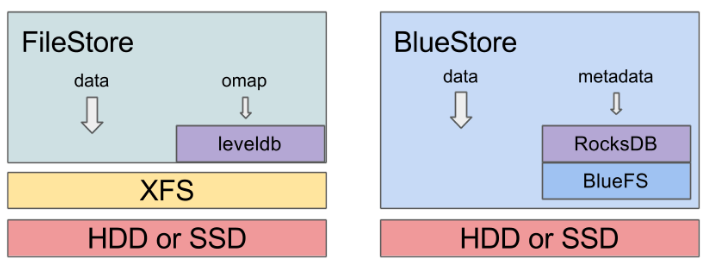 FileStore
data
omap
leveldb
XFS
HDD or SSD
BlueStore
data
metadata
RocksDB
BlueFS
HDD or SSD